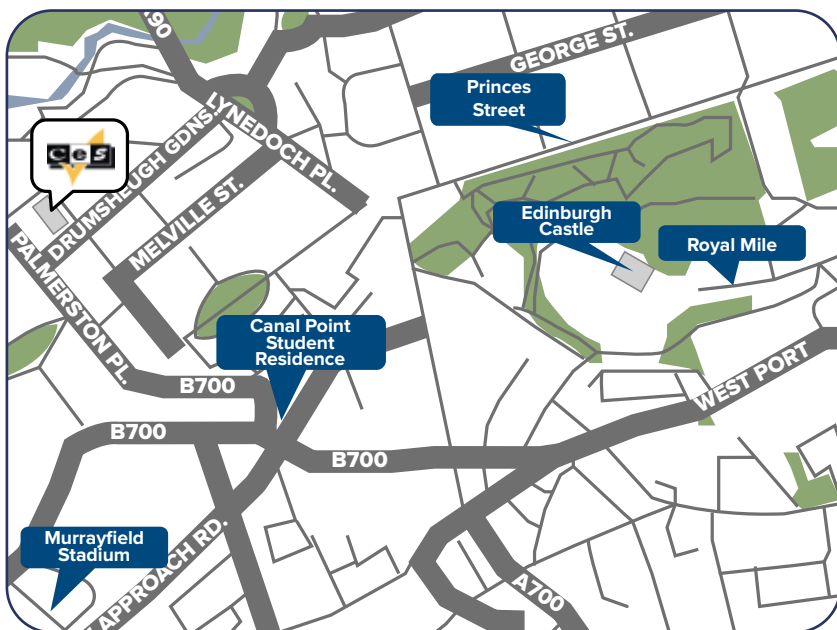 190
GEORGE ST.
Princes
Street
LYNEDOCH PL.
ces
DRUMSHEUGH GDNS.
MELVILLE ST.
Edinburgh
Castle
Royal Mile
PALMERSTON PL.
Canal Point
Student
Residence
B700
WEST PORT
B700
B700
Murrayfield
Stadium
APPROACH RD.
A700